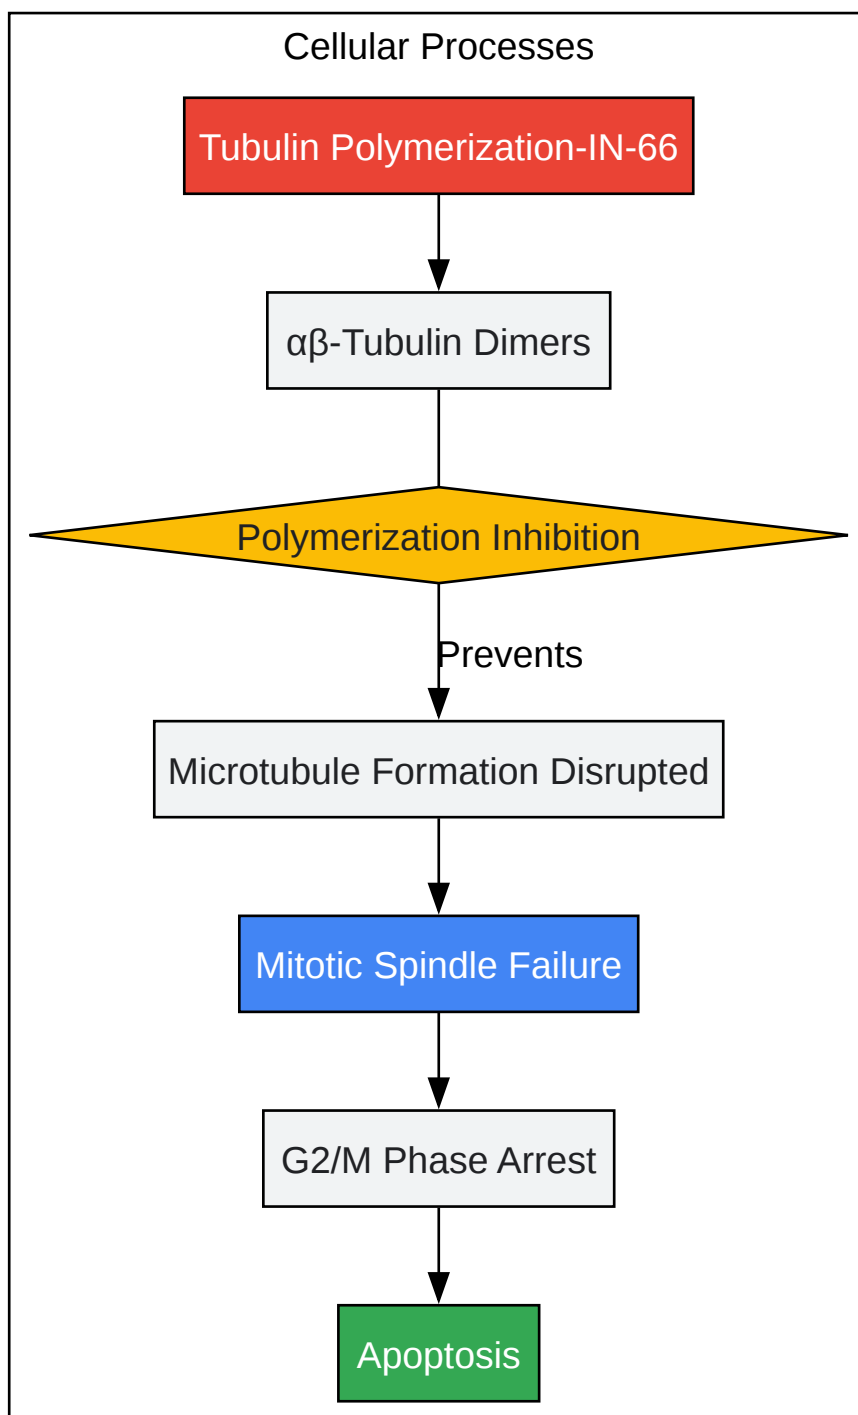 Cellular Processes
Tubulin Polymerization-IN-66
αβ-Tubulin Dimers
Polymerization Inhibition
Prevents
Microtubule Formation Disrupted
Mitotic Spindle Failure
G2/M Phase Arrest
Apoptosis